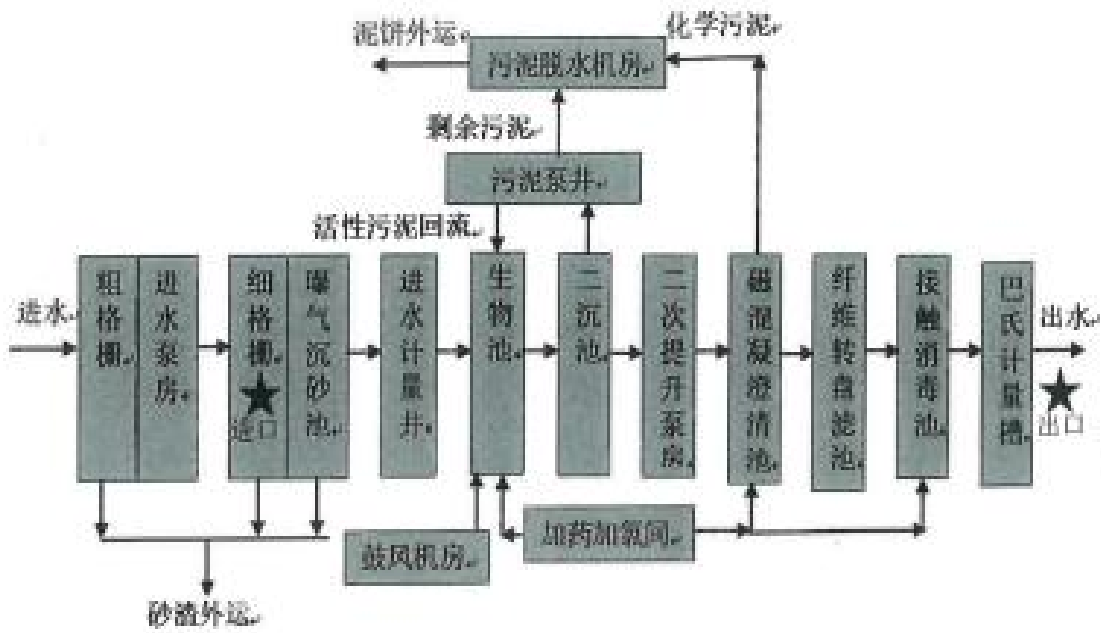 泥饼外运
化学污泥
污泥脱水机房
剩余污泥
污泥泵井
活性污泥回流
进水
粗格栅
进水泵房
细格栅
进口
曝气沉砂池
进水计量井
生物池
二沉池
二次提升泵房
磁混凝澄清池
纤维转盘滤池
接触消毒池
巴氏计量槽
出水
出口
鼓风机房
加药加氯间
砂渣外运